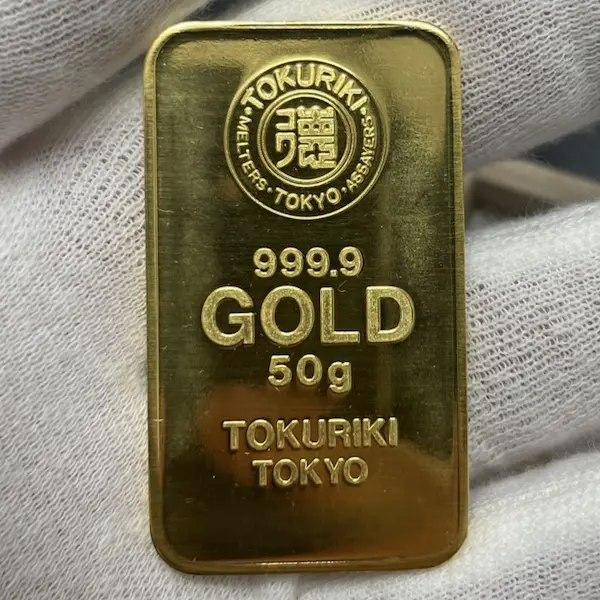 TOKURIKI
MELTERS · TOKYO · ASSAYERS
999.9
GOLD
50g
TOKURIKI
TOKYO